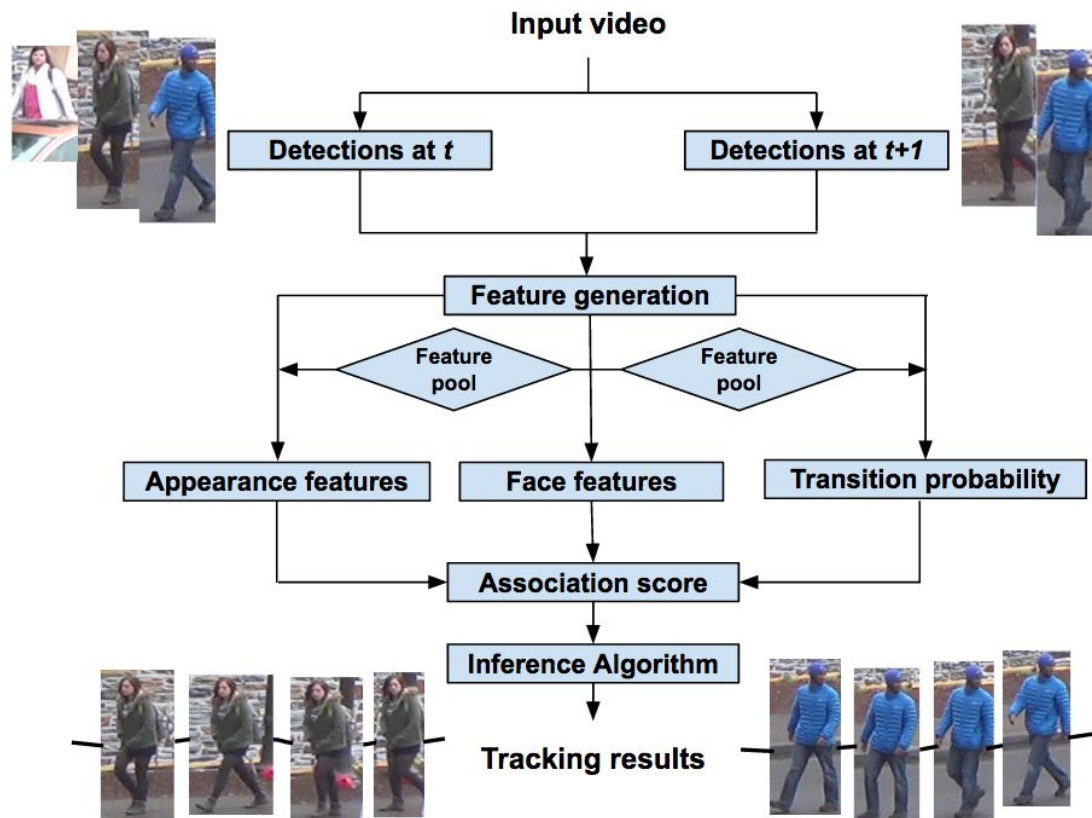 Input video
Detections at t
Detections at t+1
Feature generation
Feature
pool
Feature
pool
Appearance features
Face features
Transition probability
Association score
Inference Algorithm
Tracking results